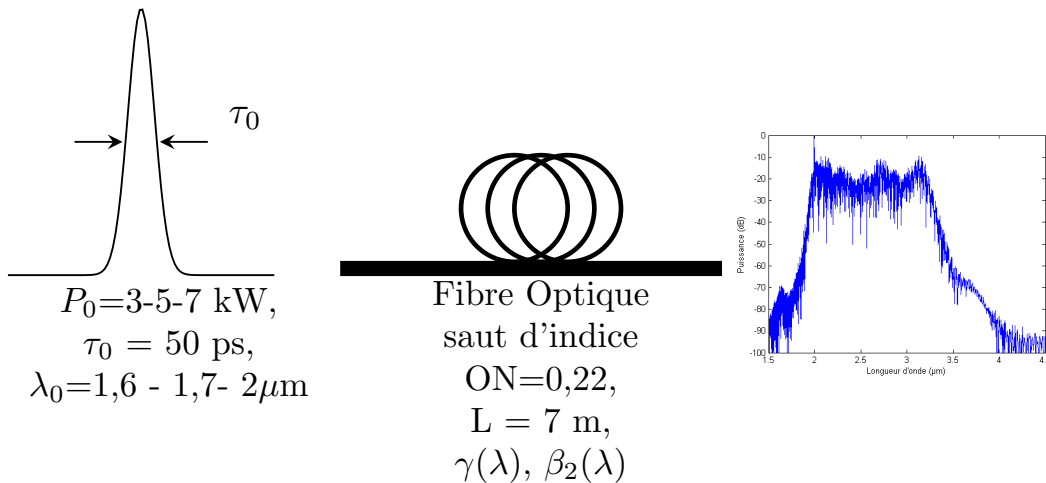 τ₀
P₀=3-5-7 kW,
τ₀ = 50 ps,
λ₀=1,6 - 1,7- 2μm
Fibre Optique
saut d'indice
ON=0,22,
L = 7 m,
γ(λ), β₂(λ)
Puissance (dB)
0
-10
-20
-30
-40
-50
-60
-70
-80
-90
-100
1.5 2 2.5 3 3.5 4 4.
Longueur d'onde (μm)